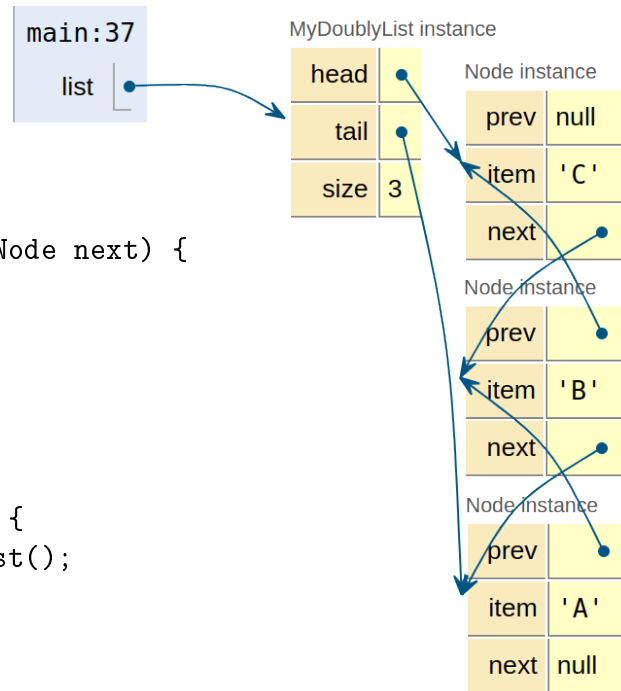 main:37
list
MyDoublyList instance
head
tail
size 3
Node instance
prev null
item 'C'
next
Node instance
prev
item 'B'
next
Node instance
prev
item 'A'
next null
Node next) {
{
st();